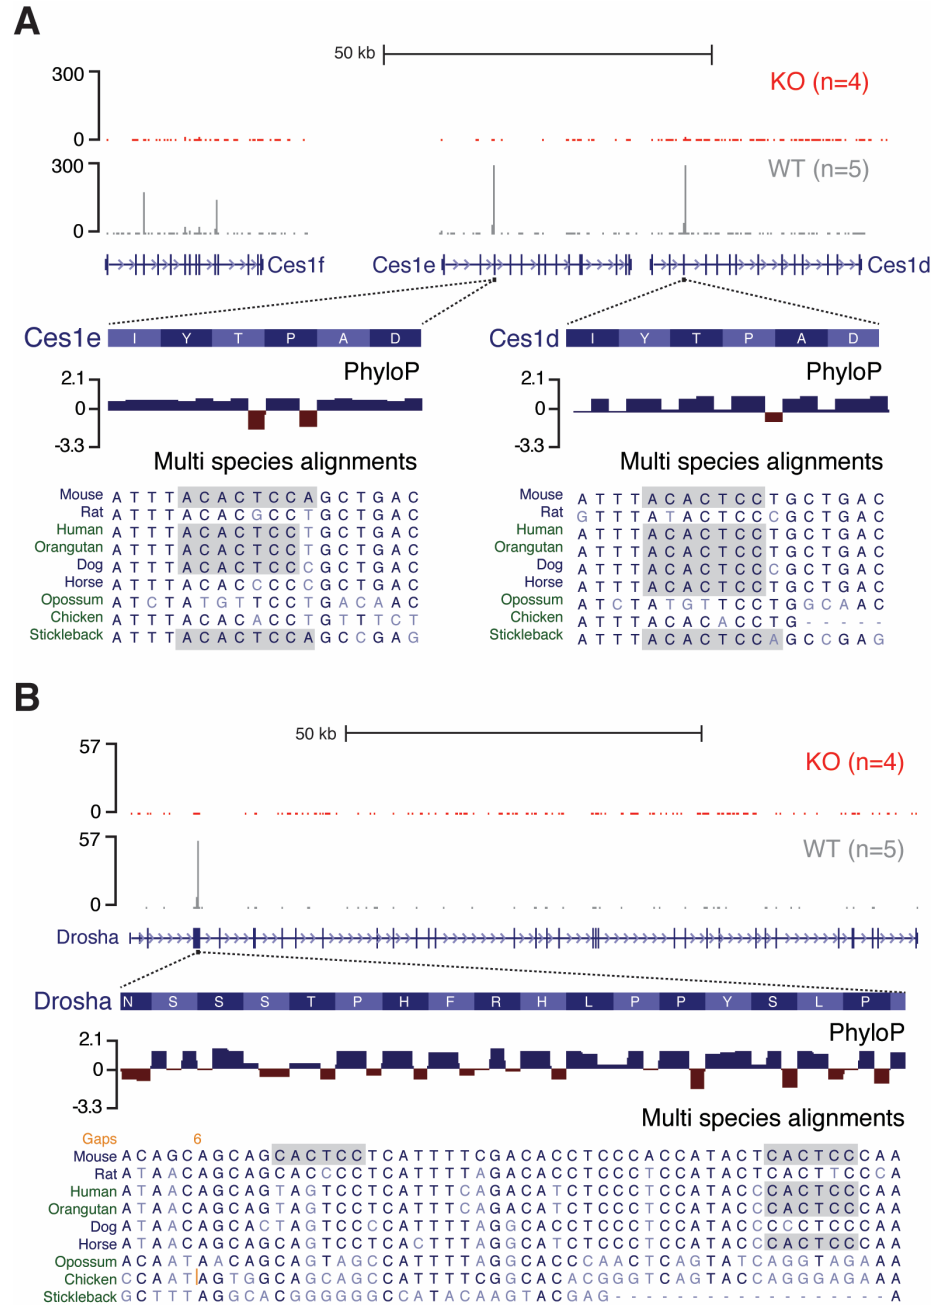 A
50 kb
300
0
KO (n=4)
300
0
WT (n=5)
Ces1f
Ces1e
Ces1d
Ces1e I Y T P A D
2.1
0
-3.3
PhyloP
Multi species alignments
Mouse A T T T A C A C T C C A G C T G A C
Rat A T T T A C A C G C C T G C T G A C
Human A T T T A C A C T C C T G C T G A C
Orangutan A T T T A C A C T C C T G C T G A C
Dog A T T T A C A C T C C C G C T G A C
Horse A T T T A C A C C C C C G C T G A C
Opossum A T C T A T G T T C C T G A C A A C
Chicken A T T T A C A C A C C T G T T T C T
Stickleback A T T T A C A C T C C A G C C G A G
Ces1d I Y T P A D
2.1
0
-3.3
PhyloP
Multi species alignments
Mouse A T T T A C A C T C C T G C T G A C
Rat G T T T A T A C T C C C G C T G A C
Human A T T T A C A C T C C T G C T G A C
Orangutan A T T T A C A C T C C T G C T G A C
Dog A T T T A C A C T C C C G C T G A C
Horse A T T T A C A C T C C T G C T G A C
Opossum A T C T A T G T T C C T G G C A A C
Chicken A T T T A C A C A C C T G - - - - -
Stickleback A T T T A C A C T C C A G C C G A G
B
50 kb
57
0
KO (n=4)
57
0
WT (n=5)
Drosha
Drosha N S S S T P H F R H L P P Y S L P
2.1
0
-3.3
PhyloP
Multi species alignments
Gaps 6
Mouse A C A G C A G C A G C A C T C C T C A T T T T C G A C A C C T C C C A C C A T A C T C A C T C C C A A
Rat A T A A C A G C A G C A C C C C T C A T T T T A G A C A C C T C C C T C C A T A C T C A C T T C C C A
Human A T A A C A G C A G T A G T C C T C A T T T C A G A C A T C T C C C T C C A T A C C C A C T C C C A A
Orangutan A T A A C A G C A G T A G T C C T C A T T T C A G A C A T C T C C C T C C A T A C C C A C T C C C A A
Dog A T A A C A G C A C T A G T C C C C A T T T T A G G C A C C T C C C T C C A T A C C C C C T C C C A A
Horse A T A A C A G C A G C A G T C C T C A C T T T A G G C A T C T C C C T C C A T A C C C A C T C C C A A
Opossum A C A A T A A C A G C A G T A G C C A T T T T A G G C A C C C A A C T C A G T A T C A G G T A G A A A
Chicken C C A A T A G T G G C A G C A G C C A T T T T C G G C A C A C G G G T C A G T A C C A G G G A G A A A
Stickleback G C T T T A G G C A C G G G G G G C C A T A C A A G T A C G A G - - - - - - - - - - - - - - - - - - A